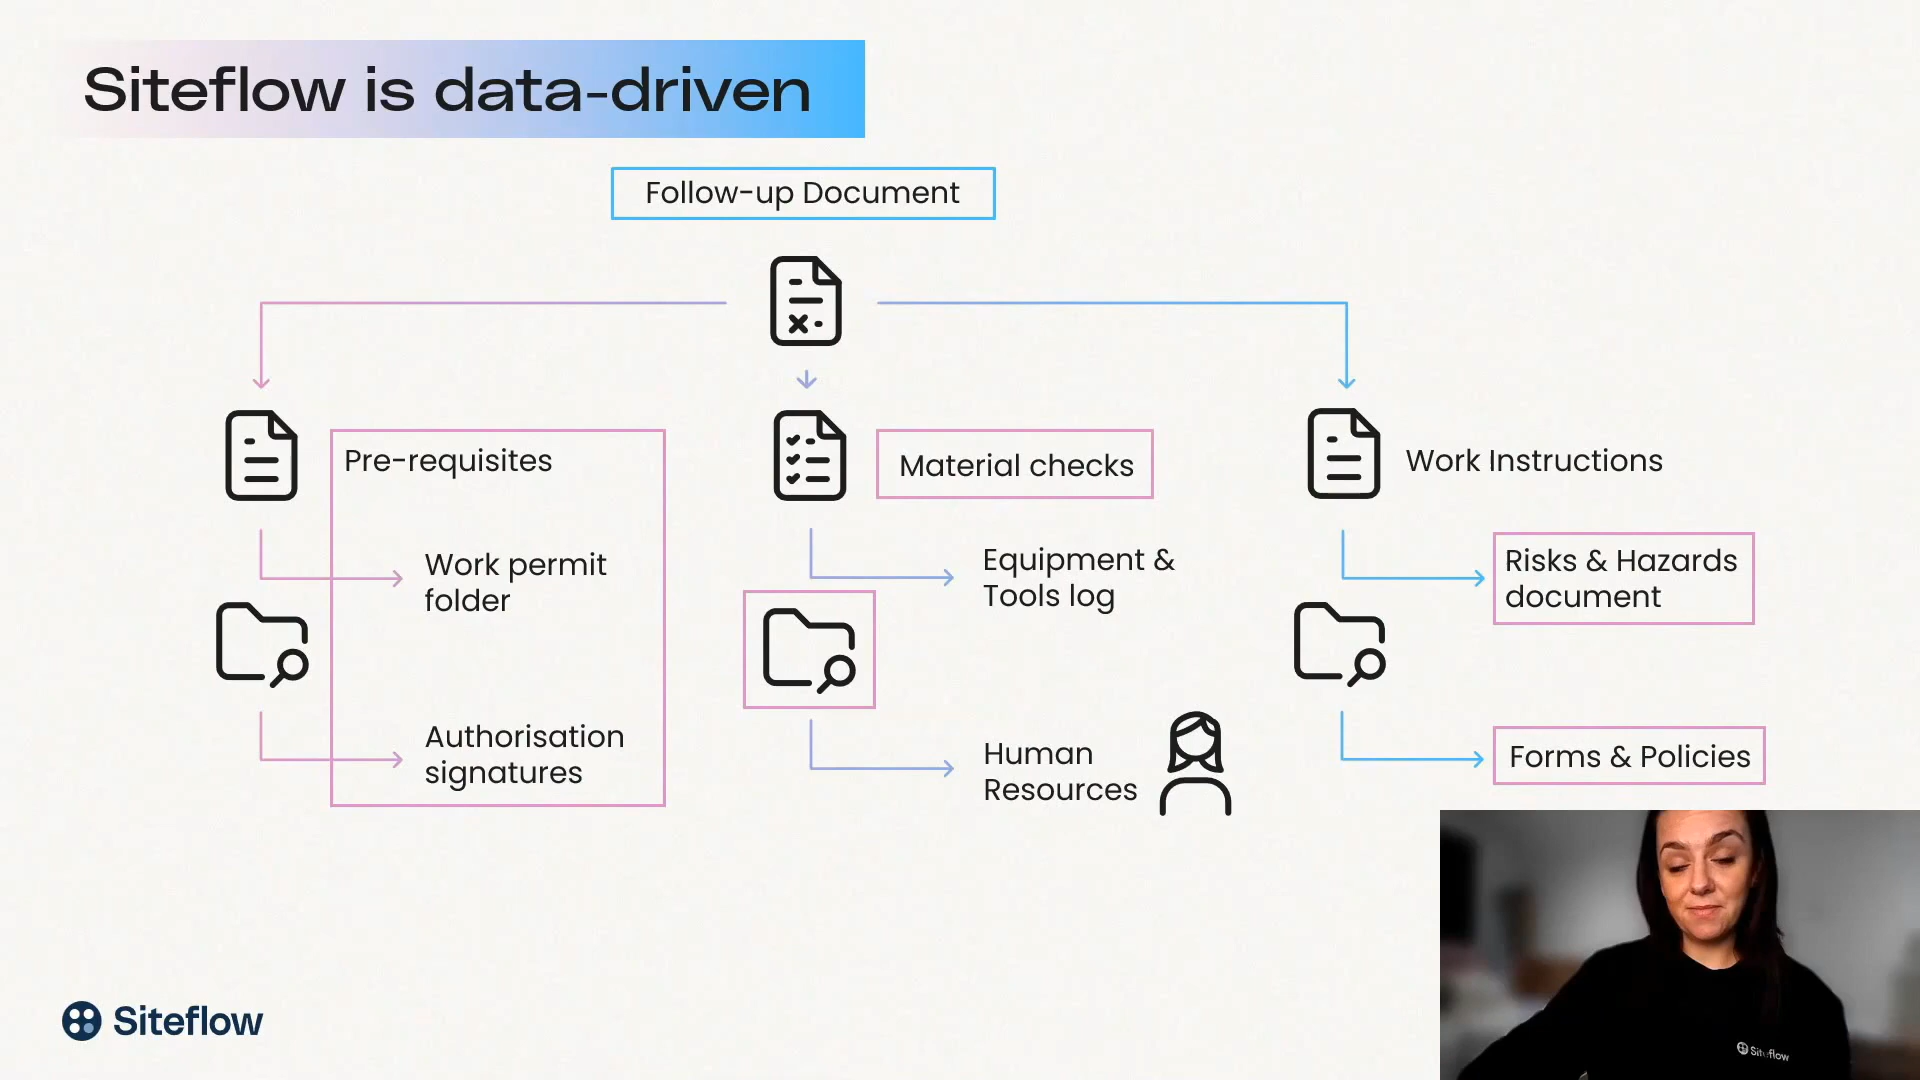 Siteflow is data-driven
Follow-up Document
Pre-requisites
Work permit
folder
Authorisation
signatures
Material checks
Equipment &
Tools log
Human
Resources
Work Instructions
Risks & Hazards
document
Forms & Policies
Siteflow
Siteflow